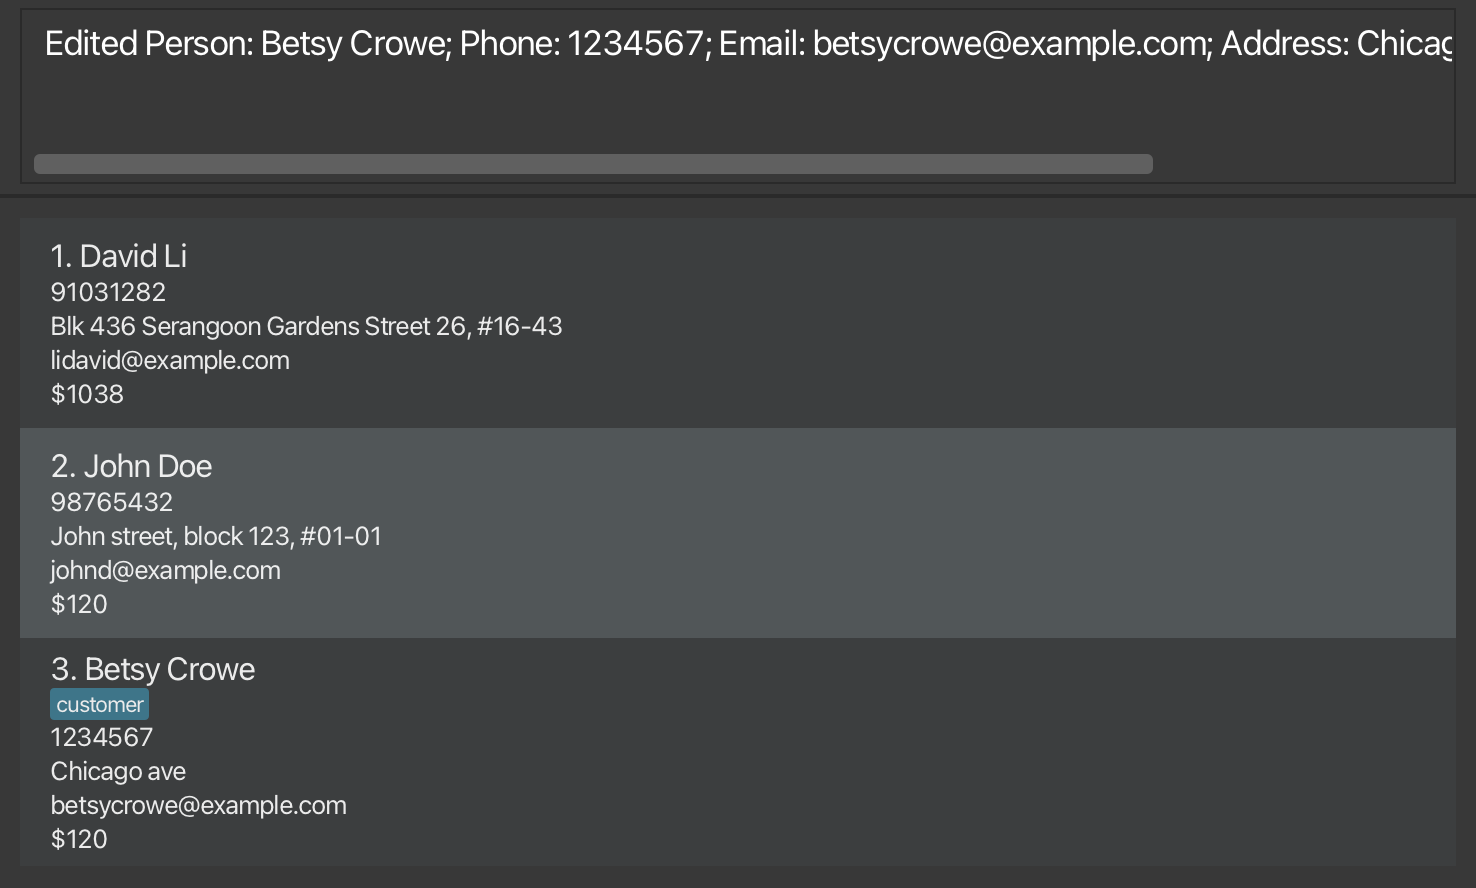 Edited Person: Betsy Crowe; Phone: 1234567; Email: betsycrowe@example.com; Address:
1. David Li
91031282
Blk 436 Serangoon Gardens Street 26, #16-43
lidavid@example.com
$1038
2. John Doe
98765432
John street, block 123, #01-01
johnd@example.com
$120
3. Betsy Crowe
customer
1234567
Chicago ave
betsycrowe@example.com
$120